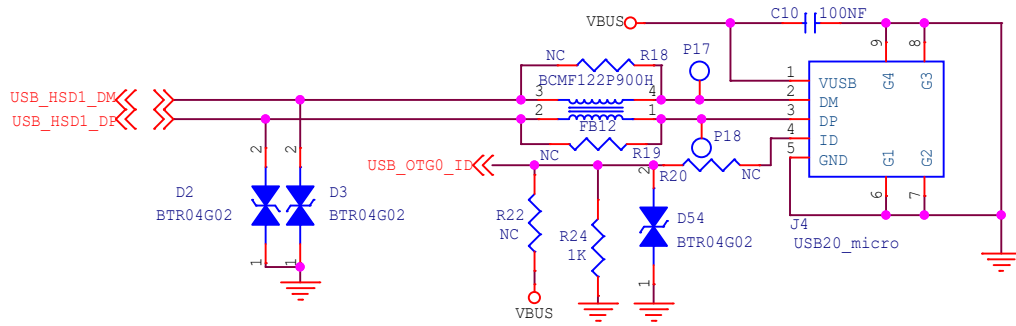 C10 100NF
VBUS
9 8
NC R18 P17
BCMF122P900H
G4 G3
1 VUSB
USB_HSD1_DM 3 4 2 DM
USB_HSD1_DP 2 1 3 DP
FB12
P18 4 ID
NC R19
5 GND
USB_OTG0_ID
2 2 2 R20 NC
G1 G2
6 7
D2 D3
BTR04G02 BTR04G02
R22 NC
R24 1K
D54
BTR04G02
J4
USB20_micro
1 1 1
VBUS